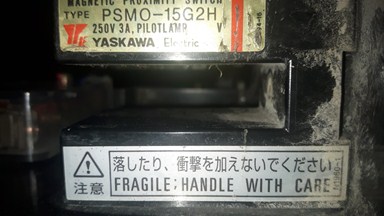 MAGNETIC PROXIMITY SWITCH
TYPE PSMO-15G2H
250V 3A, PILOTLAMP
YASKAWA Electric
落したり、衝撃を加えないでください
注意 FRAGILE: HANDLE WITH CARE